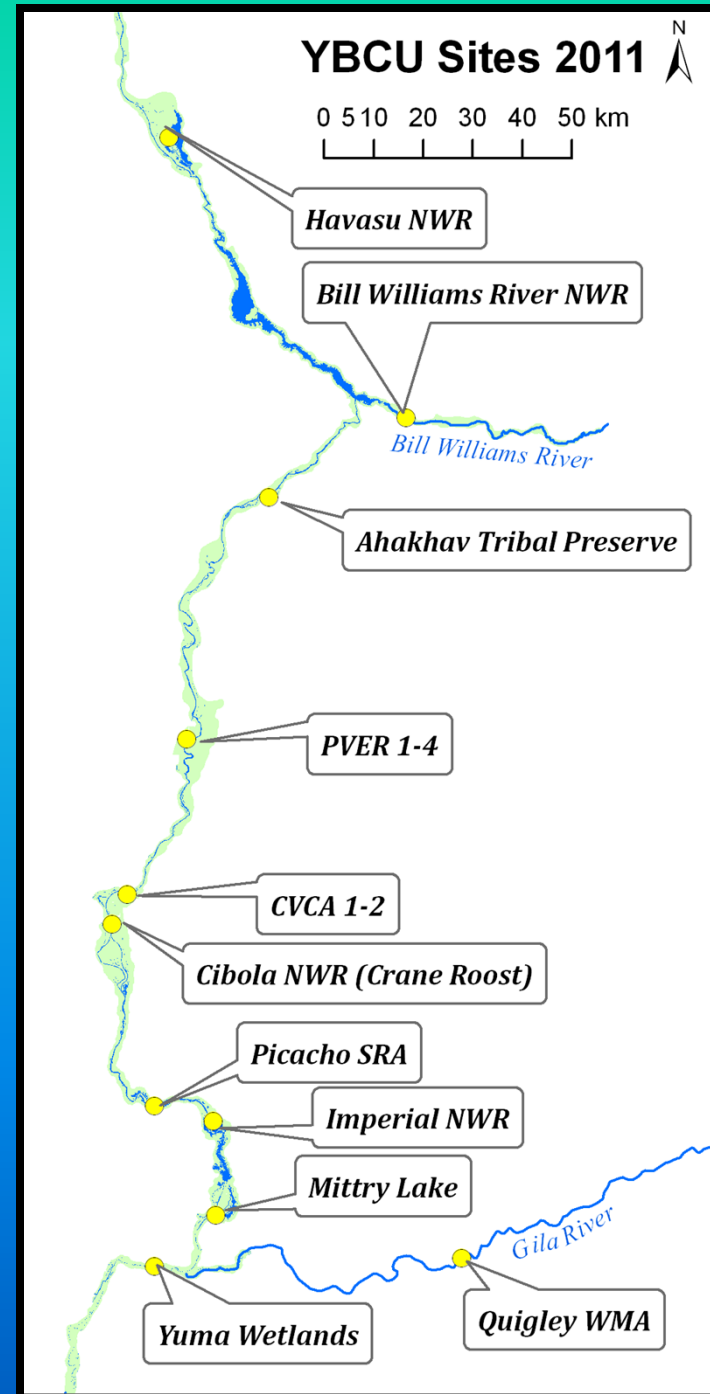 YBCU Sites 2011
N
0 5 10 20 30 40 50 km
Havasu NWR
Bill Williams River NWR
Bill Williams River
Ahakhav Tribal Preserve
PVER 1-4
CVCA 1-2
Cibola NWR (Crane Roost)
Picacho SRA
Imperial NWR
Mittry Lake
Gila River
Yuma Wetlands
Quigley WMA